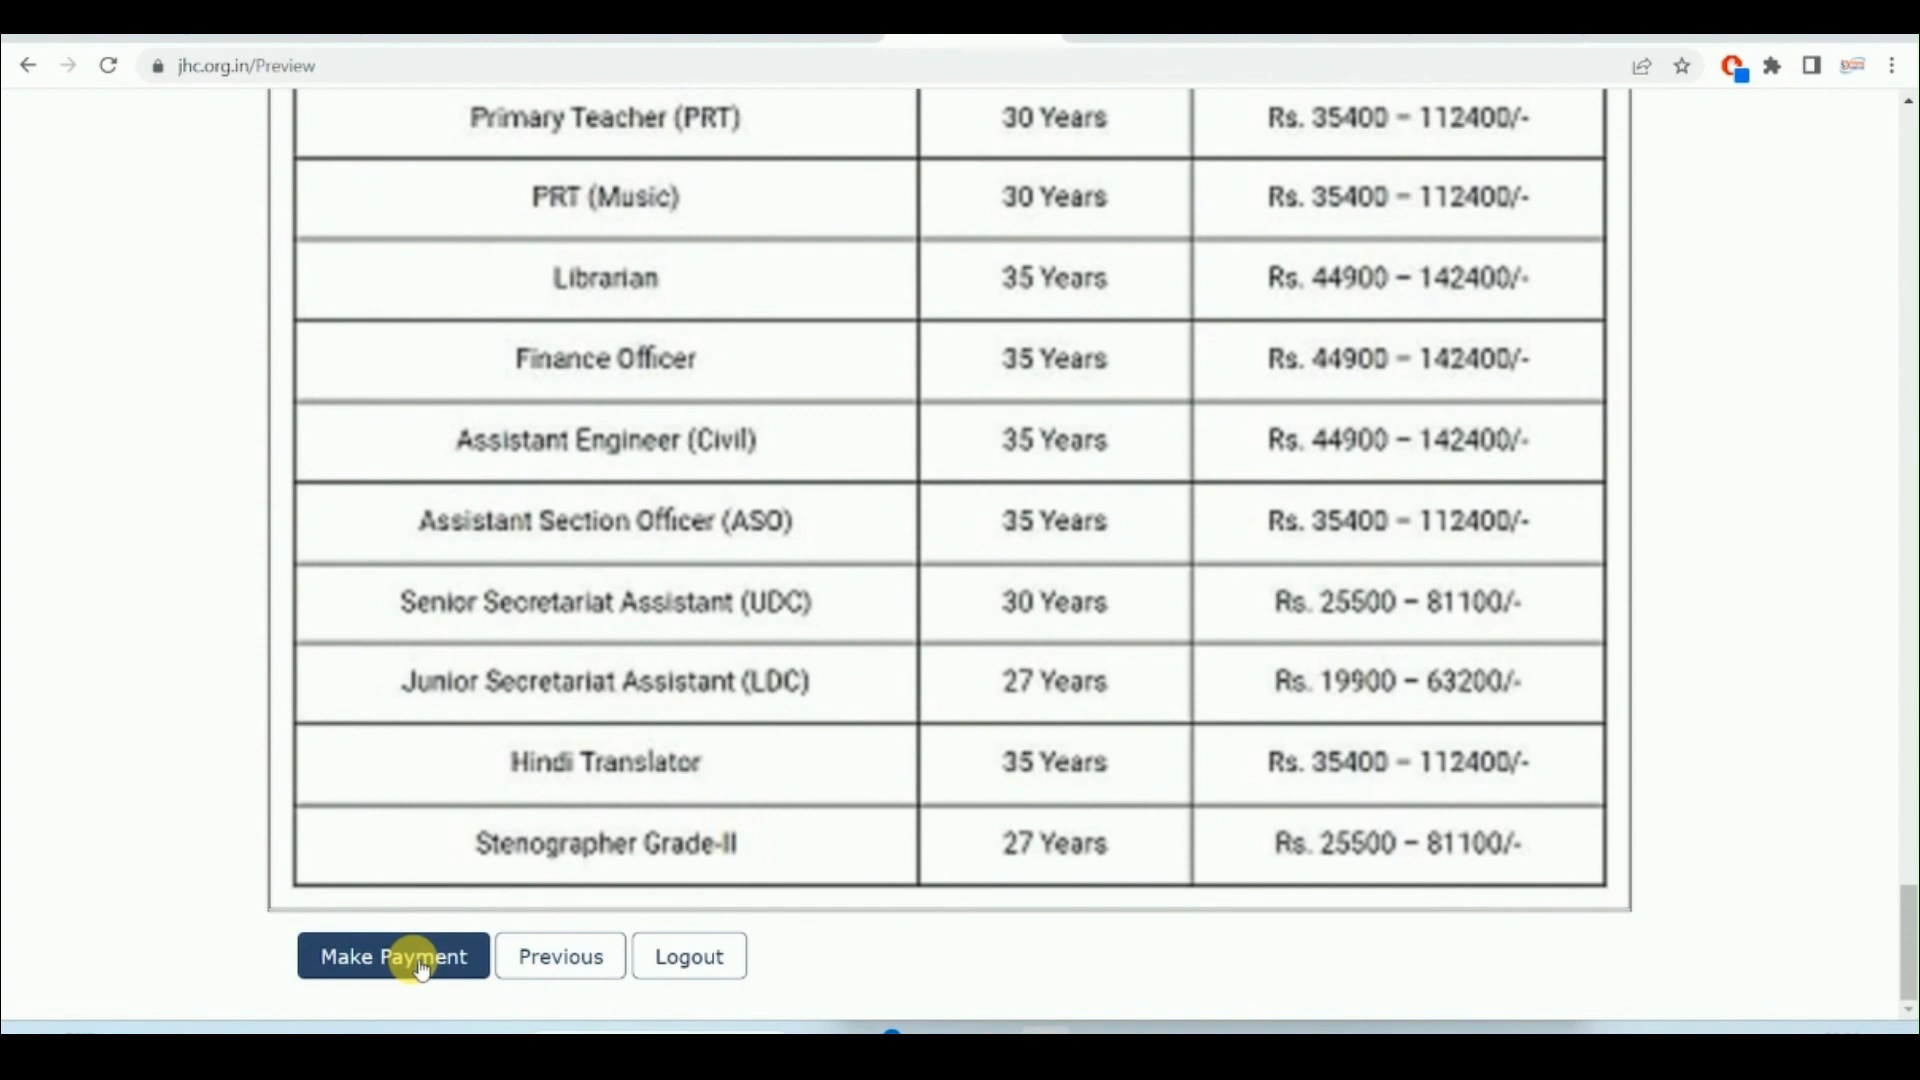 jhc.org.in/Preview
Primary Teacher (PRT) 30 Years Rs. 35400 – 112400/-
PRT (Music) 30 Years Rs. 35400 – 112400/-
Librarian 35 Years Rs. 44900 – 142400/-
Finance Officer 35 Years Rs. 44900 – 142400/-
Assistant Engineer (Civil) 35 Years Rs. 44900 – 142400/-
Assistant Section Officer (ASO) 35 Years Rs. 35400 – 112400/-
Senior Secretariat Assistant (UDC) 30 Years Rs. 25500 – 81100/-
Junior Secretariat Assistant (LDC) 27 Years Rs. 19900 – 63200/-
Hindi Translator 35 Years Rs. 35400 – 112400/-
Stenographer Grade-II 27 Years Rs. 25500 – 81100/-
Make Payment Previous Logout